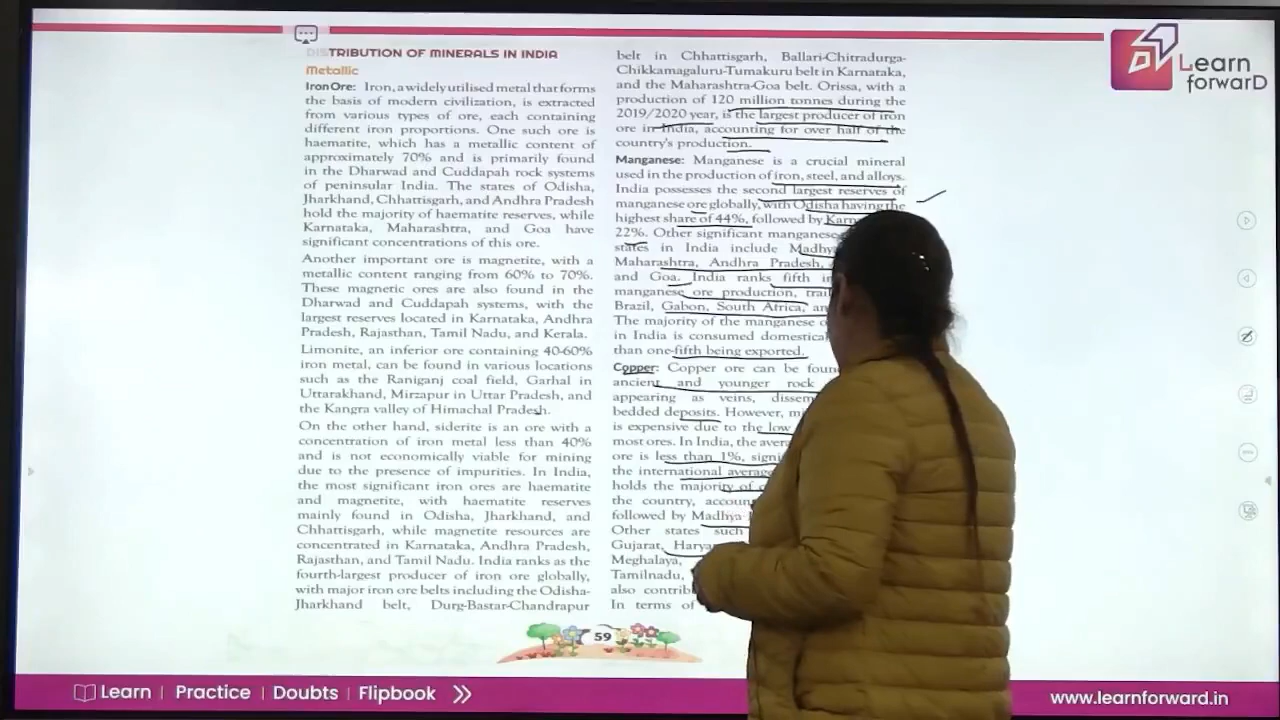 DISTRIBUTION OF MINERALS IN INDIA
Metallic
Iron Ore: Iron, a widely utilised metal that forms
the basis of modern civilization, is extracted
from various types of ore, each containing
different iron proportions. One such ore is
haematite, which has a metallic content of
approximately 70% and is primarily found
in the Dharwad and Cuddapah rock systems
of peninsular India. The states of Odisha,
Jharkhand, Chhattisgarh, and Andhra Pradesh
hold the majority of haematite reserves, while
Karnataka, Maharashtra, and Goa have
significant concentrations of this ore.
Another important ore is magnetite, with a
metallic content ranging from 60% to 70%.
These magnetic ores are also found in the
Dharwad and Cuddapah systems, with the
largest reserves located in Karnataka, Andhra
Pradesh, Rajasthan, Tamil Nadu, and Kerala.
Limonite, an inferior ore containing 40-60%
iron metal, can be found in various locations
such as the Raniganj coal field, Garhal in
Uttarakhand, Mirzapur in Uttar Pradesh, and
the Kangra valley of Himachal Pradesh.
On the other hand, siderite is an ore with a
concentration of iron metal less than 40%
and is not economically viable for mining
due to the presence of impurities. In India,
the most significant iron ores are haematite
and magnetite, with haematite reserves
mainly found in Odisha, Jharkhand, and
Chhattisgarh, while magnetite resources are
concentrated in Karnataka, Andhra Pradesh,
Rajasthan, and Tamil Nadu. India ranks as the
fourth-largest producer of iron ore globally,
with major iron ore belts including the Odisha-
Jharkhand belt, Durg-Bastar-Chandrapur
belt in Chhattisgarh, Ballari-Chitradurga-
Chikkamagaluru-Tumakuru belt in Karnataka,
and the Maharashtra-Goa belt. Orissa, with a
production of 120 million tonnes during the
2019/2020 year, is the largest producer of iron
ore in India, accounting for over half of the
country's production.
Manganese: Manganese is a crucial mineral
used in the production of iron, steel, and alloys.
India possesses the second largest reserves of
manganese ore globally, with Odisha having the
highest share of 44%, followed by
22%. Other significant manganese
states in India include
Maharashtra, Andhra Pradesh,
and Goa. India ranks fifth in
manganese ore production,
Brazil, Gabon, South Africa,
The majority of the manganese
in India is consumed
than one-fifth being exported.
Copper: Copper ore can be
ancient and younger rock
appearing as veins,
bedded deposits. However,
is expensive due to the low
most ores. In India, the
ore is less than 1%,
the international average
holds the majority of
the country,
followed by Madhya
Other states such
Gujarat,
Meghalaya,
Tamilnadu,
also
In terms of
59
Learn
forwarD
Learn | Practice | Doubts | Flipbook
www.learnforward.in